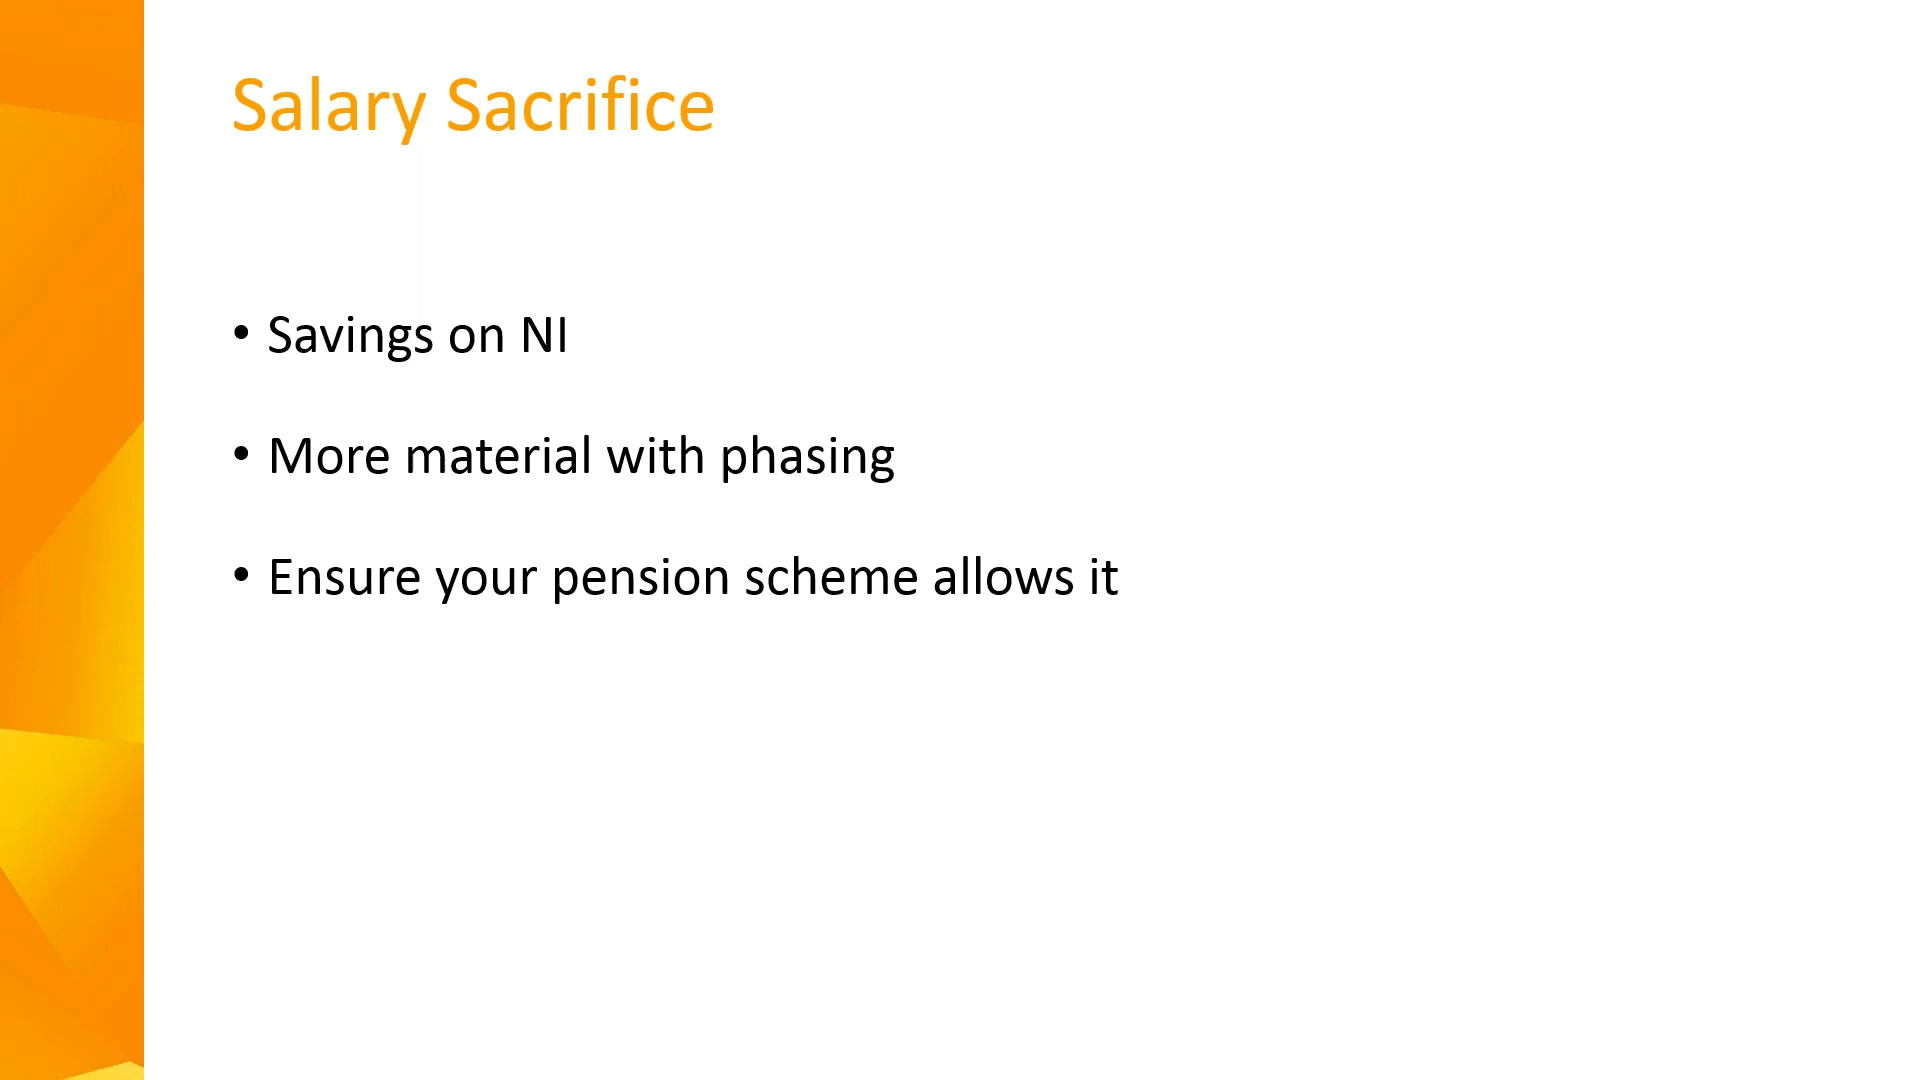 Salary Sacrifice
• Savings on NI
• More material with phasing
• Ensure your pension scheme allows it